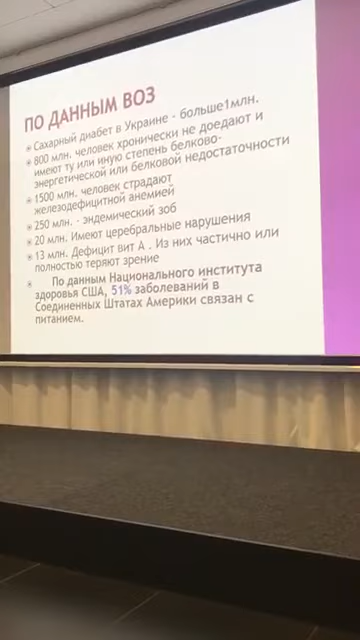 ПО ДАННЫМ ВОЗ
Сахарный диабет в Украине - больше1млн.
800 млн. человек хронически не доедают и
имеют ту или иную степень белково-
энергетической или белковой недостаточности
1500 млн. человек страдают
железодефицитной анемией
250 млн. - эндемический зоб
20 млн. Имеют церебральные нарушения
13 млн. Дефицит вит А . Из них частично или
полностью теряют зрение
По данным Национального института
здоровья США, 51% заболеваний в
Соединенных Штатах Америки связан с
питанием.